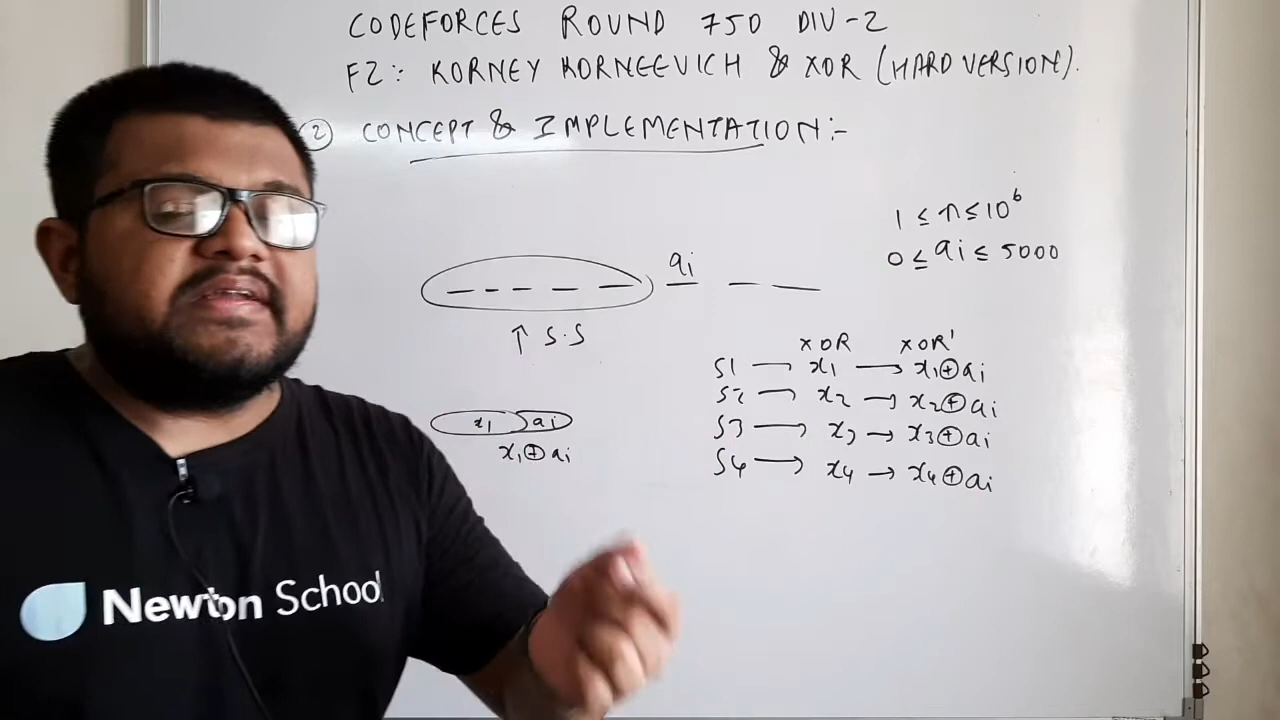 CODEFORCES ROUND 750 DIV-2
F2:- KORNEY KORNEEVICH & XOR (HARD VERSION).
② CONCEPT & IMPLEMENTATION:-
1 ≤ n ≤ 10⁶
0 ≤ ai ≤ 5000
ai
↑ S.S
XOR XOR'
S1 → x1 → x1⊕ai
S2 → x2 → x2⊕ai
S3 → x3 → x3⊕ai
S4 → x4 → x4⊕ai
x1 ai
x1⊕ai
Newton School